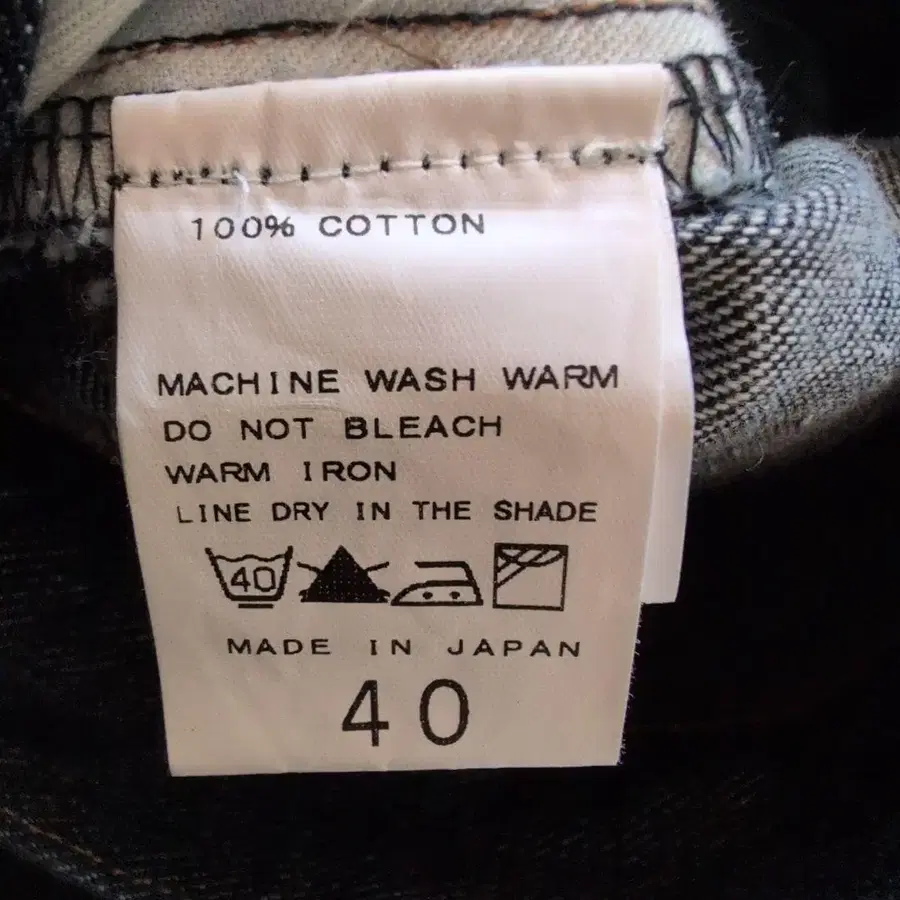 100% COTTON
MACHINE WASH WARM
DO NOT BLEACH
WARM IRON
LINE DRY IN THE SHADE
40
MADE IN JAPAN
40